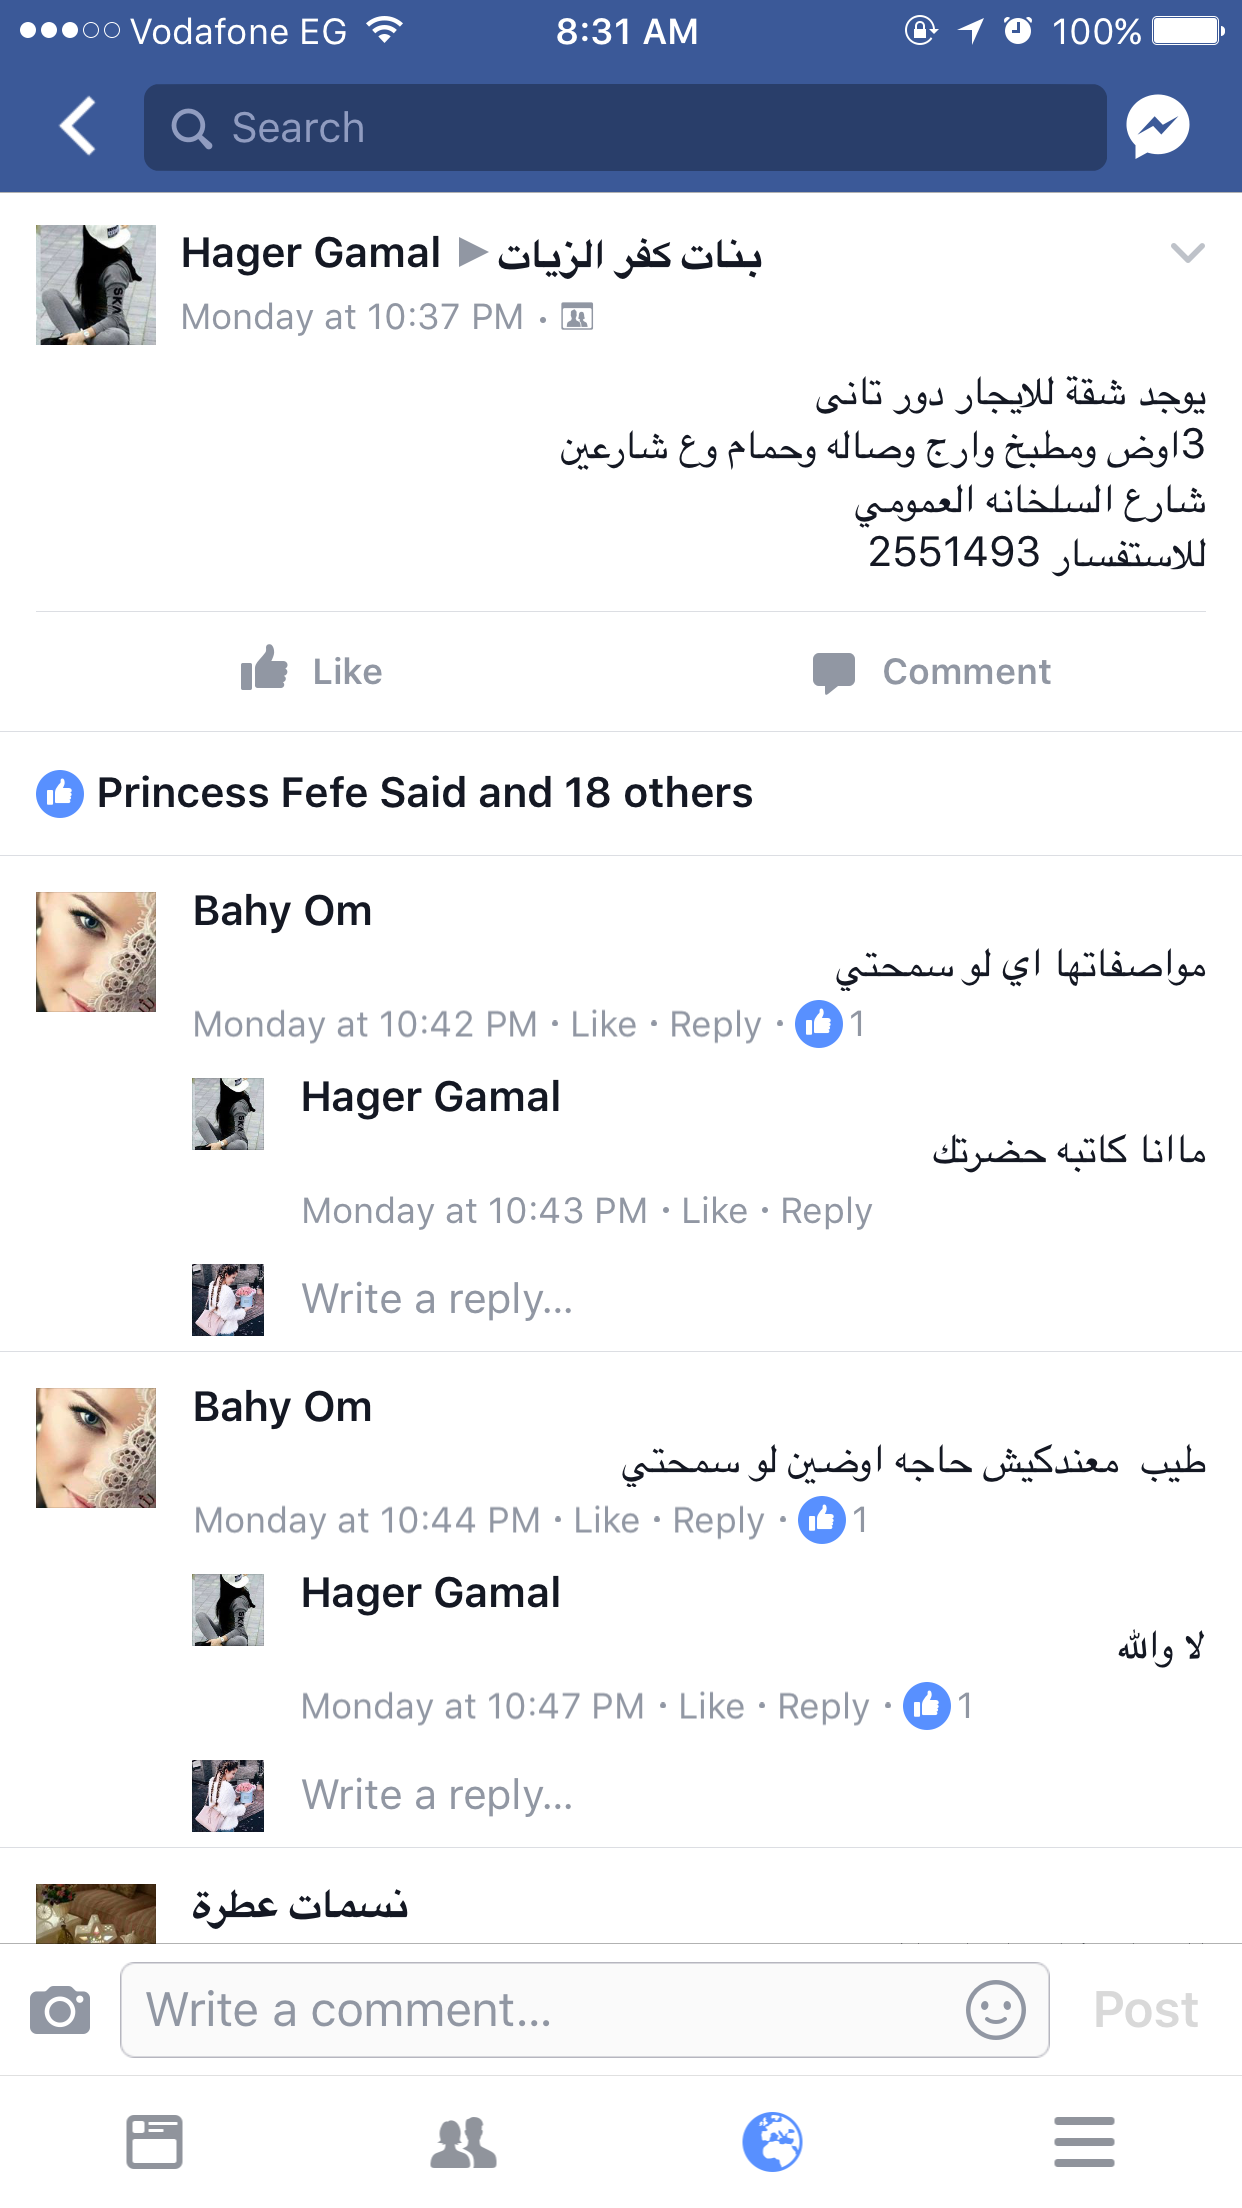 Vodafone EG 8:31 AM 100%
Search
Hager Gamal ▶ بنات كفر الزيات
Monday at 10:37 PM ·
يوجد شقة للايجار دور تانى
3اوض ومطبخ وارج وصاله وحمام وع شارعين
شارع السلخانه العمومي
للاستفسار 2551493
Like Comment
Princess Fefe Said and 18 others
Bahy Om
مواصفاتها اي لو سمحتي
Monday at 10:42 PM · Like · Reply · 1
Hager Gamal
ماانا كاتبه حضرتك
Monday at 10:43 PM · Like · Reply
Write a reply...
Bahy Om
طيب معندكيش حاجه اوضين لو سمحتي
Monday at 10:44 PM · Like · Reply · 1
Hager Gamal
لا والله
Monday at 10:47 PM · Like · Reply · 1
Write a reply...
نسمات عطرة
Write a comment... Post